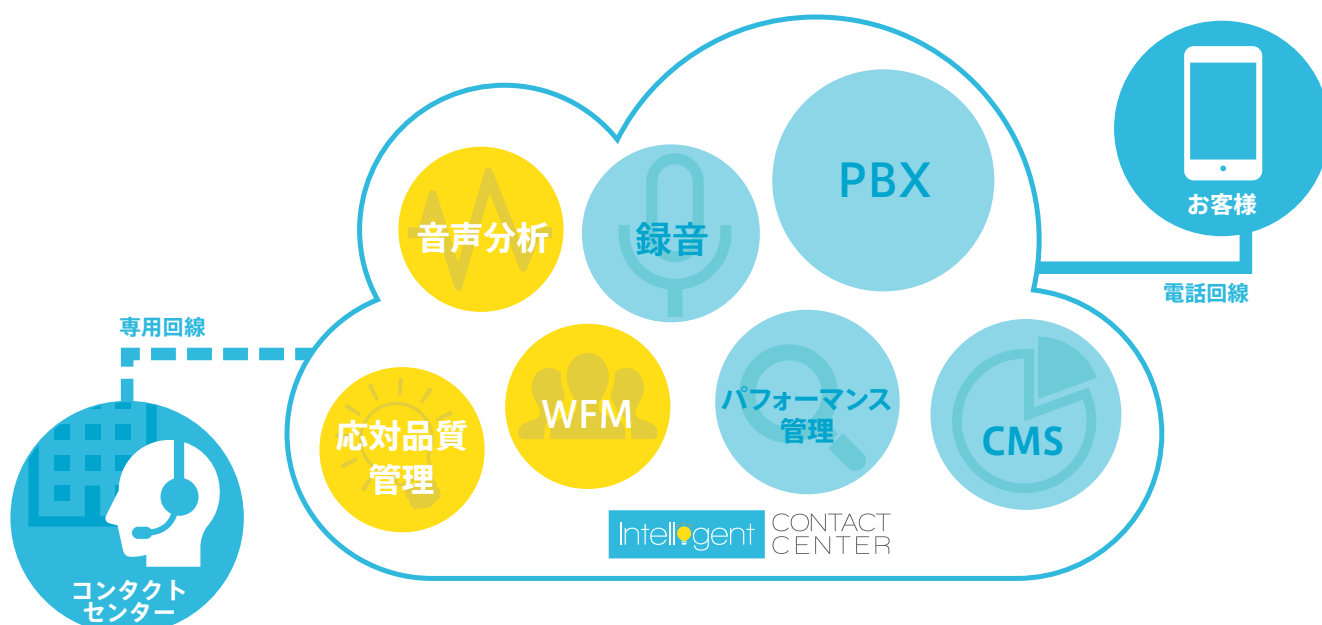 お客様
電話回線
PBX
録音
音声分析
専用回線
応対品質
管理
WFM
パフォーマンス
管理
CMS
Intelligent
CONTACT
CENTER
コンタクト
センター